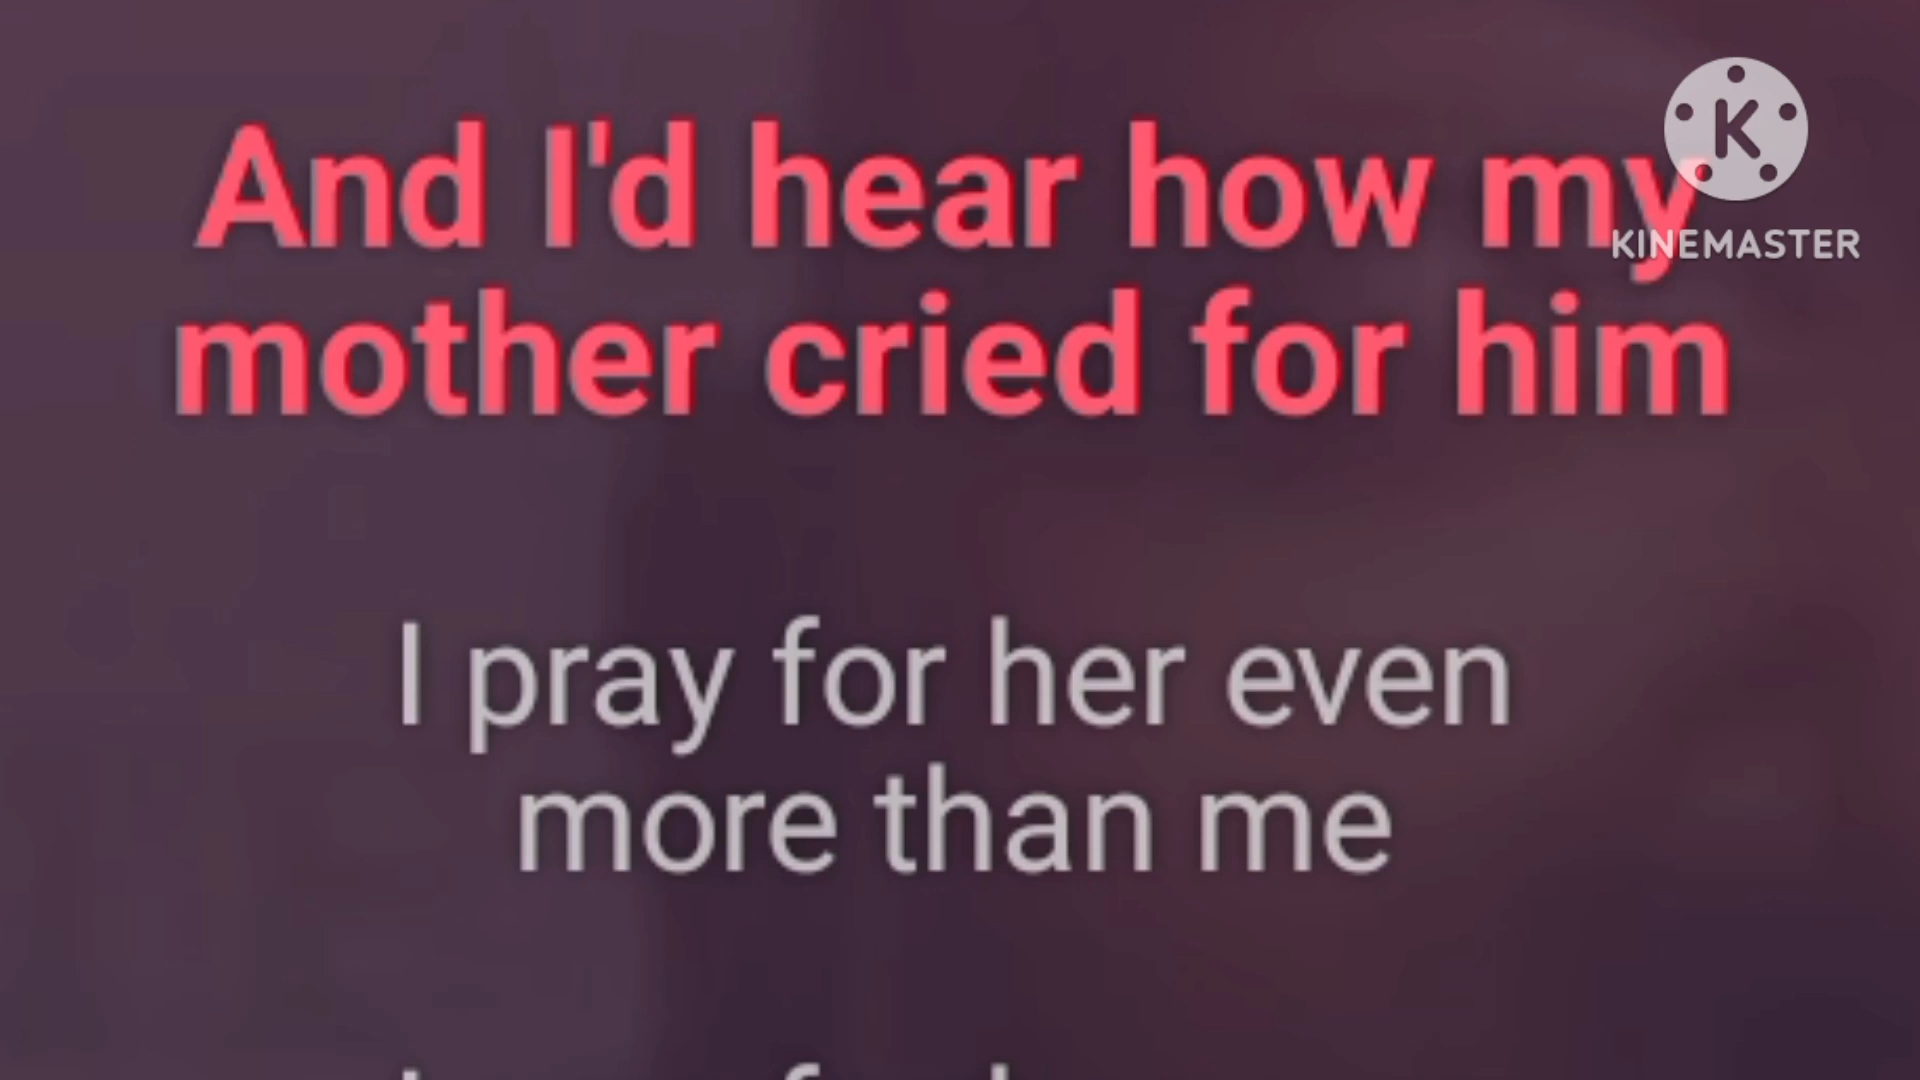 And I'd hear how my
mother cried for him
I pray for her even
more than me
K
KINEMASTER